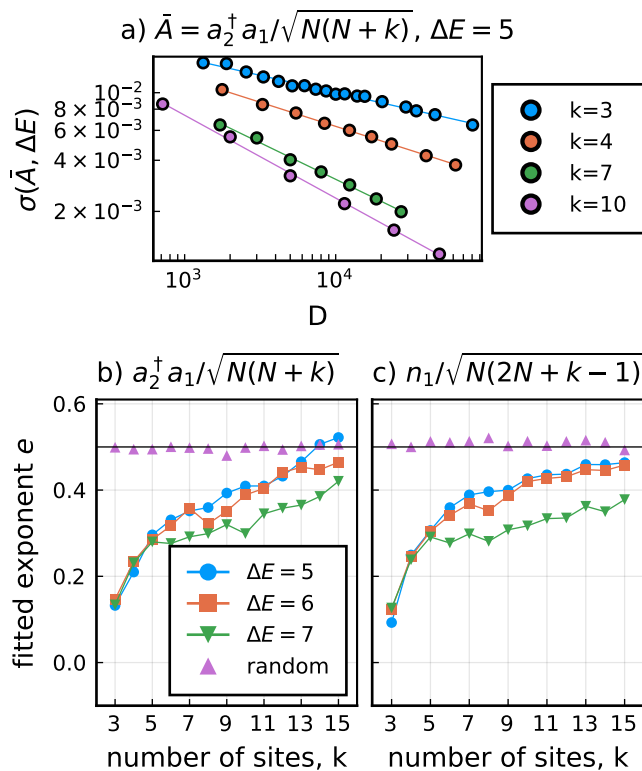 a) Ā = a₂†a₁/√N(N + k), ΔE = 5
σ(Ā, ΔE)
10⁻²
8 × 10⁻³
6 × 10⁻³
4 × 10⁻³
2 × 10⁻³
10³
10⁴
D
k=3
k=4
k=7
k=10
b) a₂†a₁/√N(N + k)
c) n₁/√N(2N + k − 1)
fitted exponent e
0.6
0.4
0.2
0.0
ΔE = 5
ΔE = 6
ΔE = 7
random
3 5 7 9 11 13 15
3 5 7 9 11 13 15
number of sites, k
number of sites, k